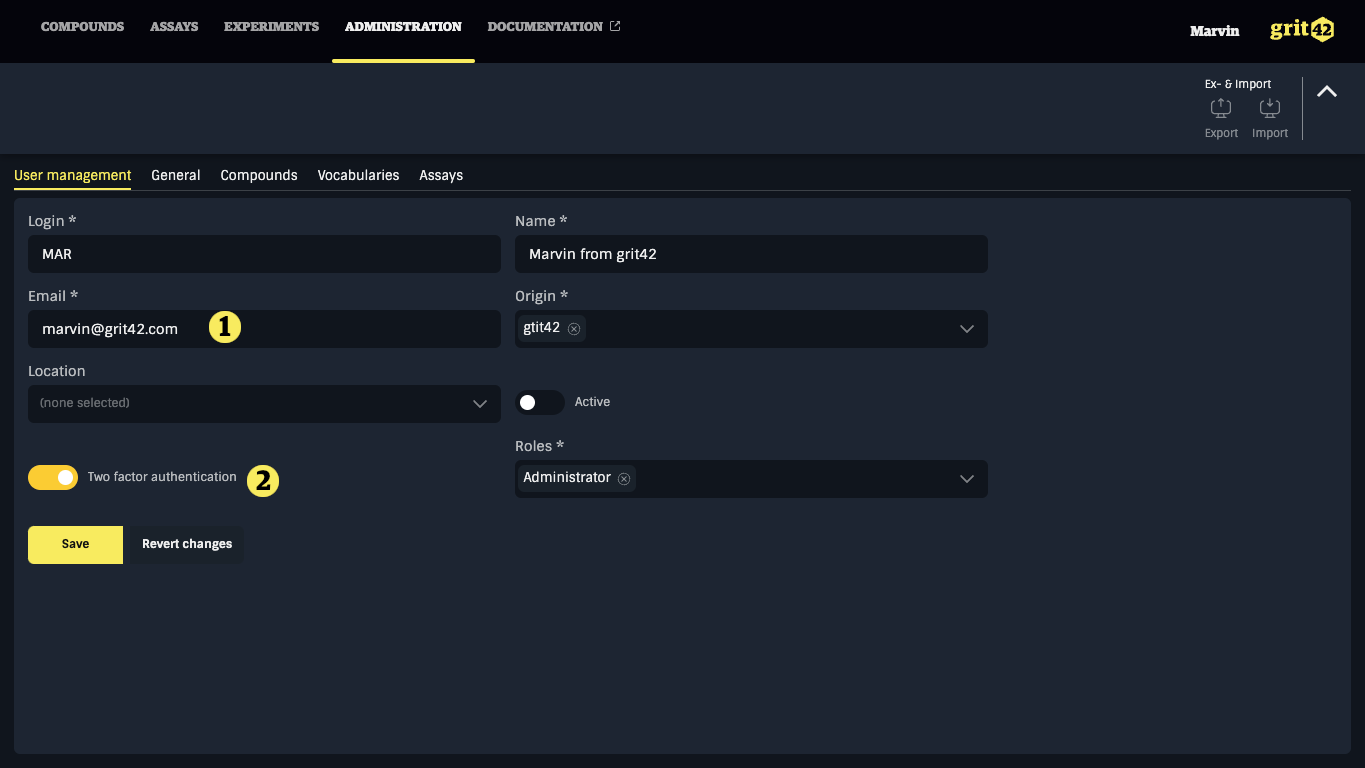 COMPOUNDS ASSAYS EXPERIMENTS ADMINISTRATION DOCUMENTATION Marvin grit42
Ex- & Import
Export Import
User management General Compounds Vocabularies Assays
Login * Name *
MAR Marvin from grit42
Email * Origin *
marvin@grit42.com 1 gtit42
Location
(none selected) Active
Roles *
Two factor authentication 2 Administrator
Save Revert changes